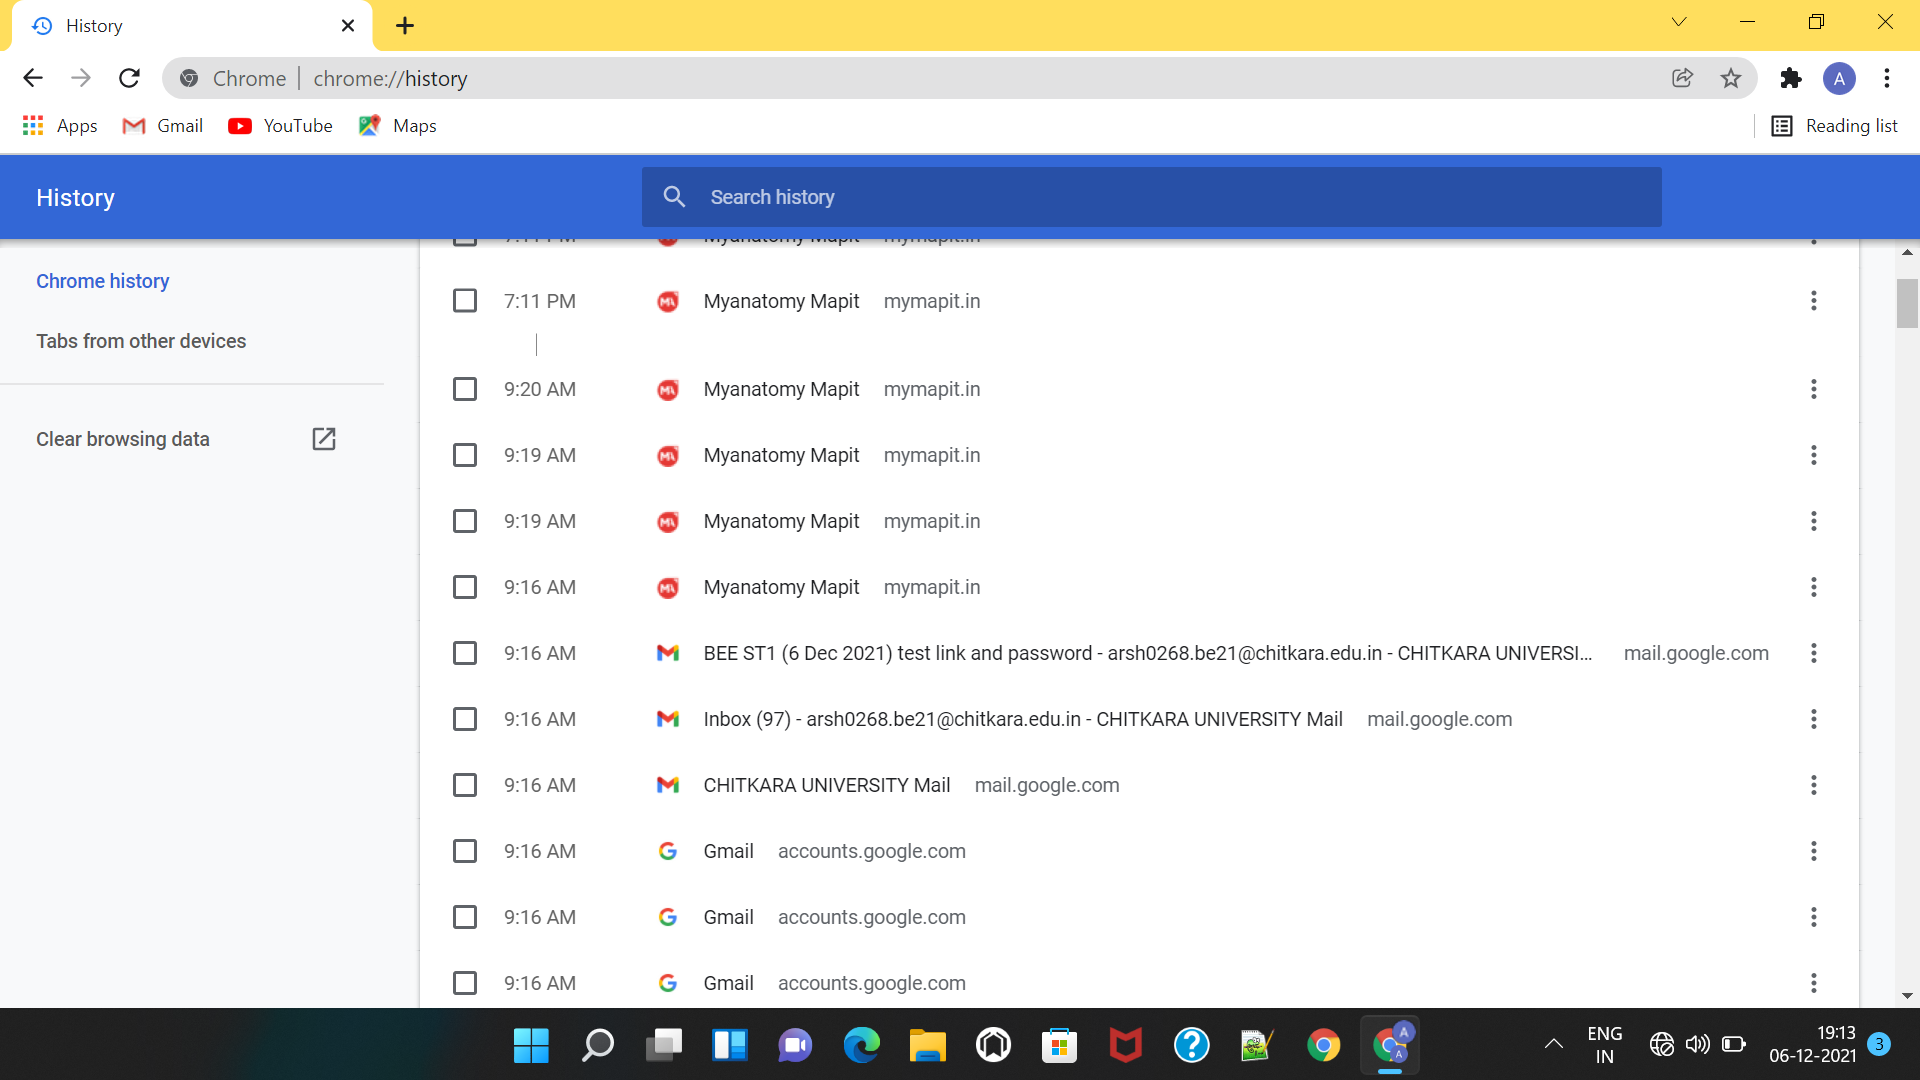 History
Chrome | chrome://history
Apps Gmail YouTube Maps Reading list
History Search history
Chrome history
Tabs from other devices
Clear browsing data
7:11 PM Myanatomy Mapit mymapit.in
7:11 PM Myanatomy Mapit mymapit.in
9:20 AM Myanatomy Mapit mymapit.in
9:19 AM Myanatomy Mapit mymapit.in
9:19 AM Myanatomy Mapit mymapit.in
9:16 AM Myanatomy Mapit mymapit.in
9:16 AM BEE ST1 (6 Dec 2021) test link and password - arsh0268.be21@chitkara.edu.in - CHITKARA UNIVERSI... mail.google.com
9:16 AM Inbox (97) - arsh0268.be21@chitkara.edu.in - CHITKARA UNIVERSITY Mail mail.google.com
9:16 AM CHITKARA UNIVERSITY Mail mail.google.com
9:16 AM Gmail accounts.google.com
9:16 AM Gmail accounts.google.com
9:16 AM Gmail accounts.google.com
ENG 19:13
IN 06-12-2021 3